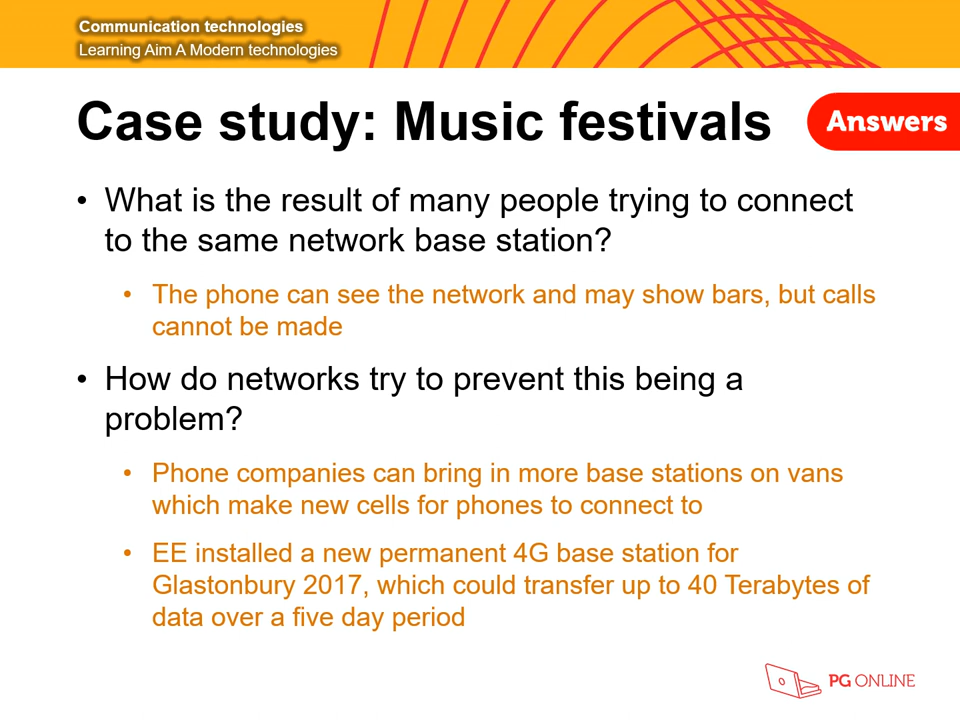 Communication technologies
Learning Aim A Modern technologies
Case study: Music festivals
Answers
• What is the result of many people trying to connect
to the same network base station?
• The phone can see the network and may show bars, but calls
cannot be made
• How do networks try to prevent this being a
problem?
• Phone companies can bring in more base stations on vans
which make new cells for phones to connect to
• EE installed a new permanent 4G base station for
Glastonbury 2017, which could transfer up to 40 Terabytes of
data over a five day period
PG ONLINE